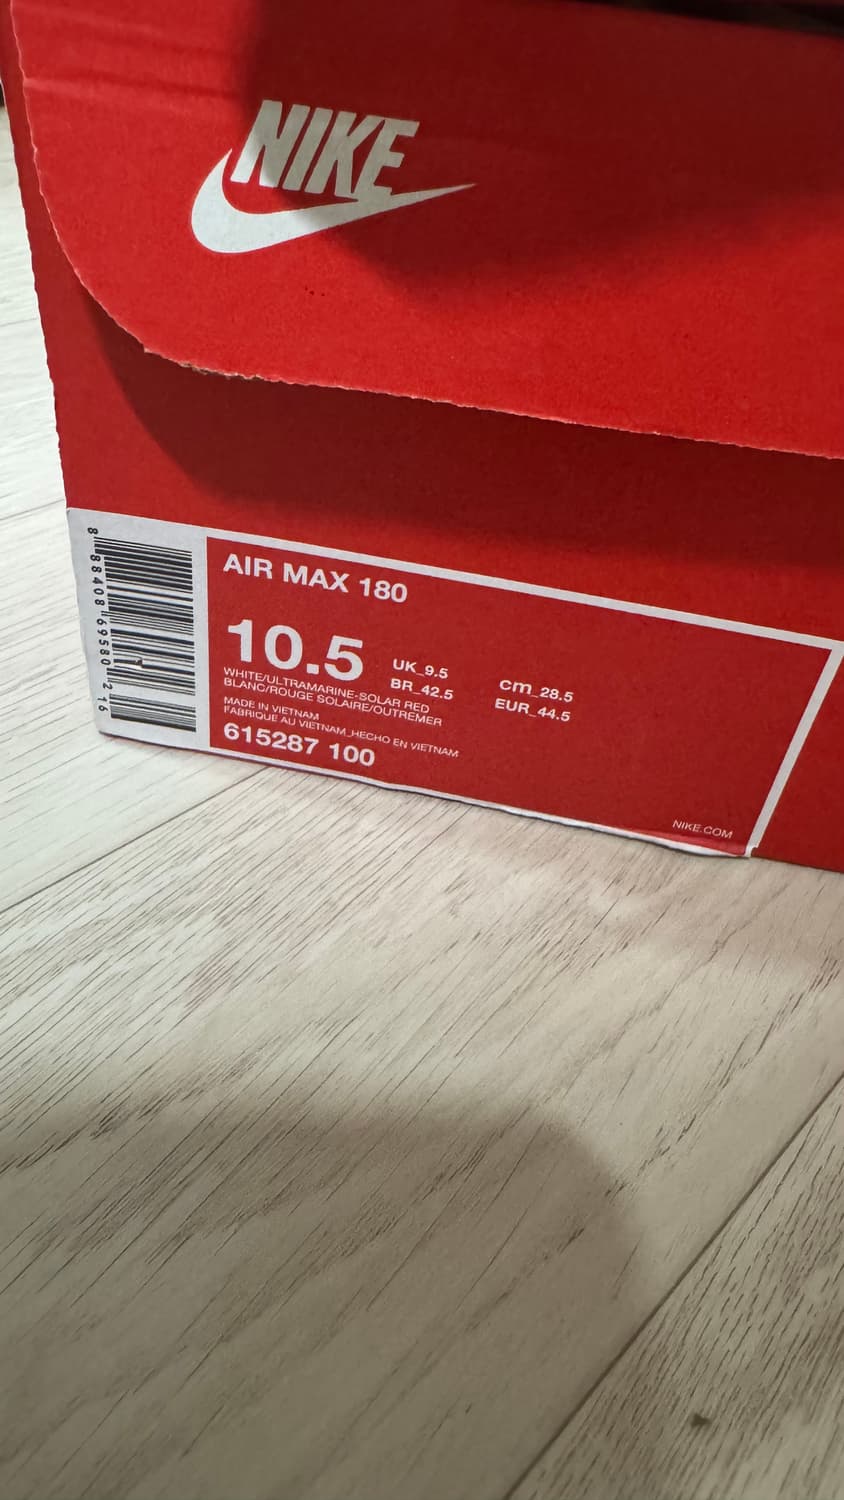 NIKE
AIR MAX 180
10.5
UK_9.5
BR_42.5
cm_28.5
EUR_44.5
WHITE/ULTRAMARINE-SOLAR RED
BLANC/ROUGE SOLAIRE/OUTREMER
MADE IN VIETNAM
FABRIQUE AU VIETNAM_HECHO EN VIETNAM
615287 100
NIKE.COM
8 88408 69580 2 16